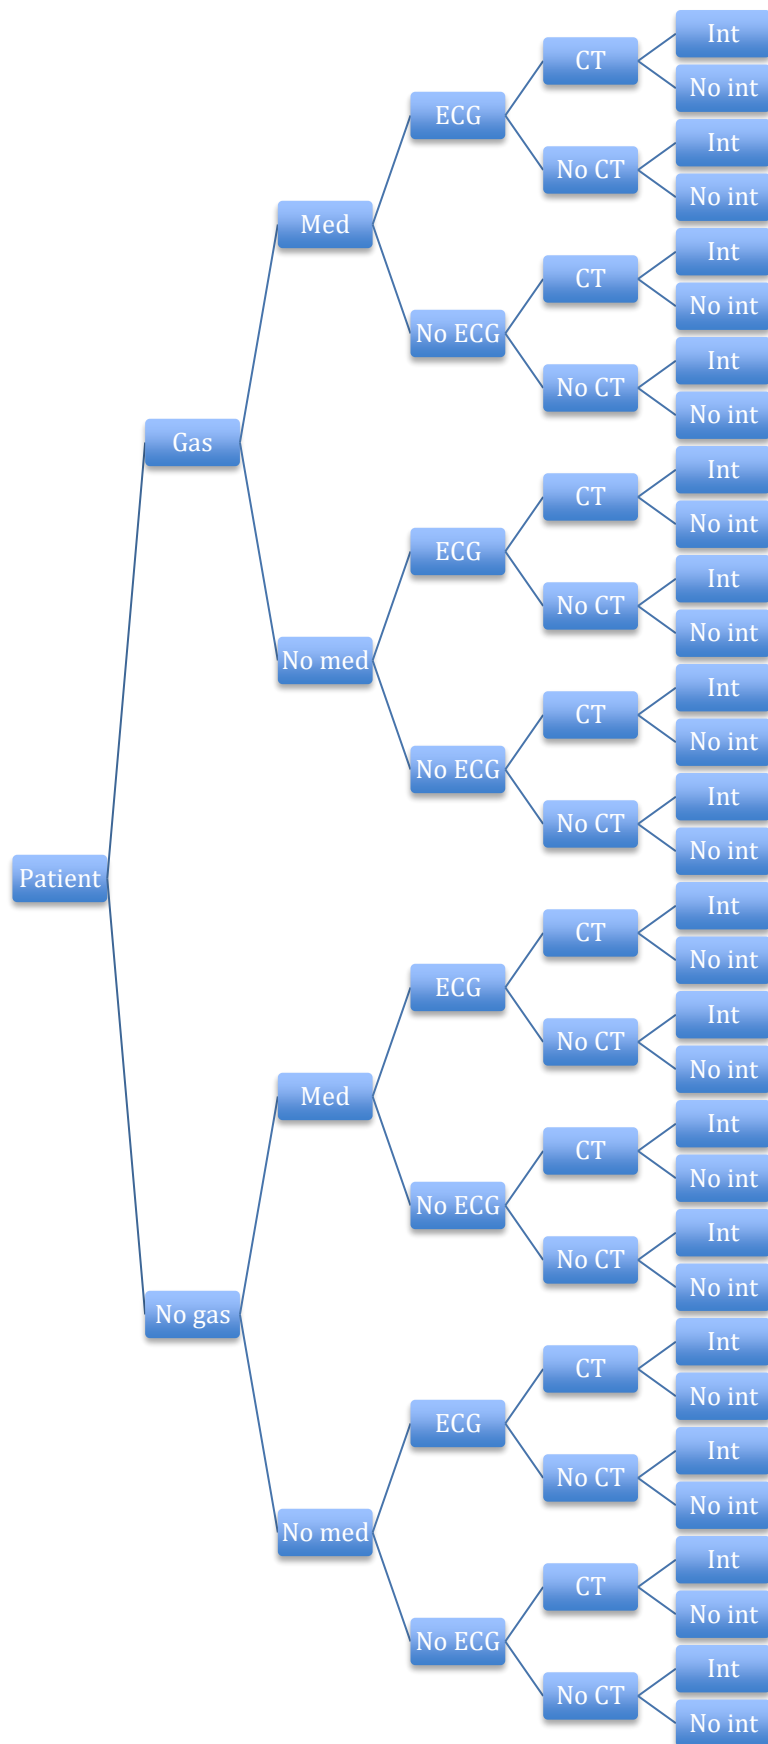 Int
CT
No int
ECG
Int
No CT
No int
Med
Int
CT
No int
No ECG
Int
No CT
No int
Gas
Int
CT
No int
ECG
Int
No CT
No int
No med
Int
CT
No int
No ECG
Int
No CT
No int
Patient
Int
CT
No int
ECG
Int
No CT
No int
Med
Int
CT
No int
No ECG
Int
No CT
No int
No gas
Int
CT
No int
ECG
Int
No CT
No int
No med
Int
CT
No int
No ECG
Int
No CT
No int